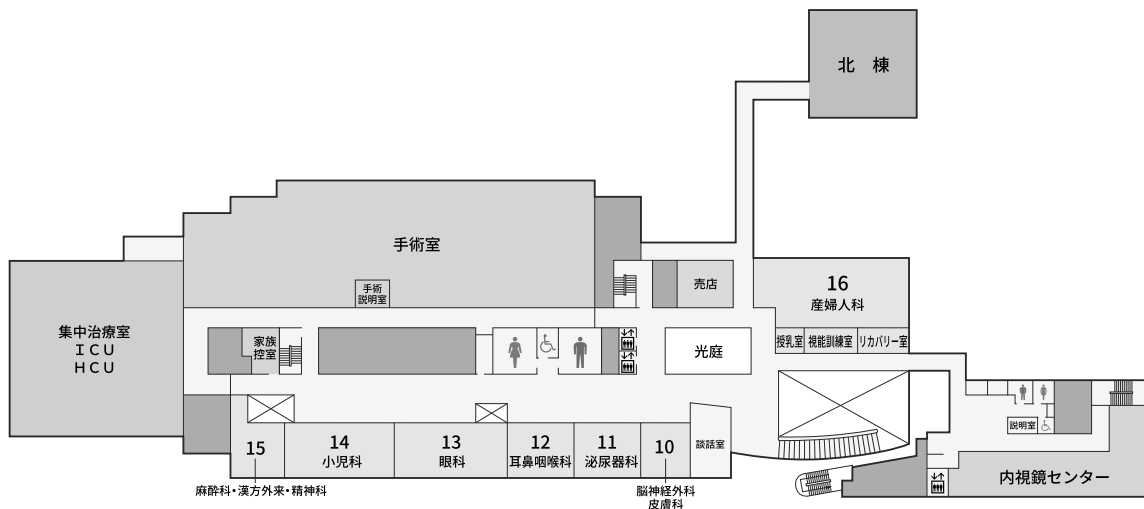 北 棟
手術室
手術
説明室
売店
16
産婦人科
授乳室
視能訓練室
リカバリー室
集中治療室
ICU
HCU
家族
控室
光庭
説明室
内視鏡センター
談話室
15
麻酔科・漢方外来・精神科
14
小児科
13
眼科
12
耳鼻咽喉科
11
泌尿器科
10
脳神経外科
皮膚科